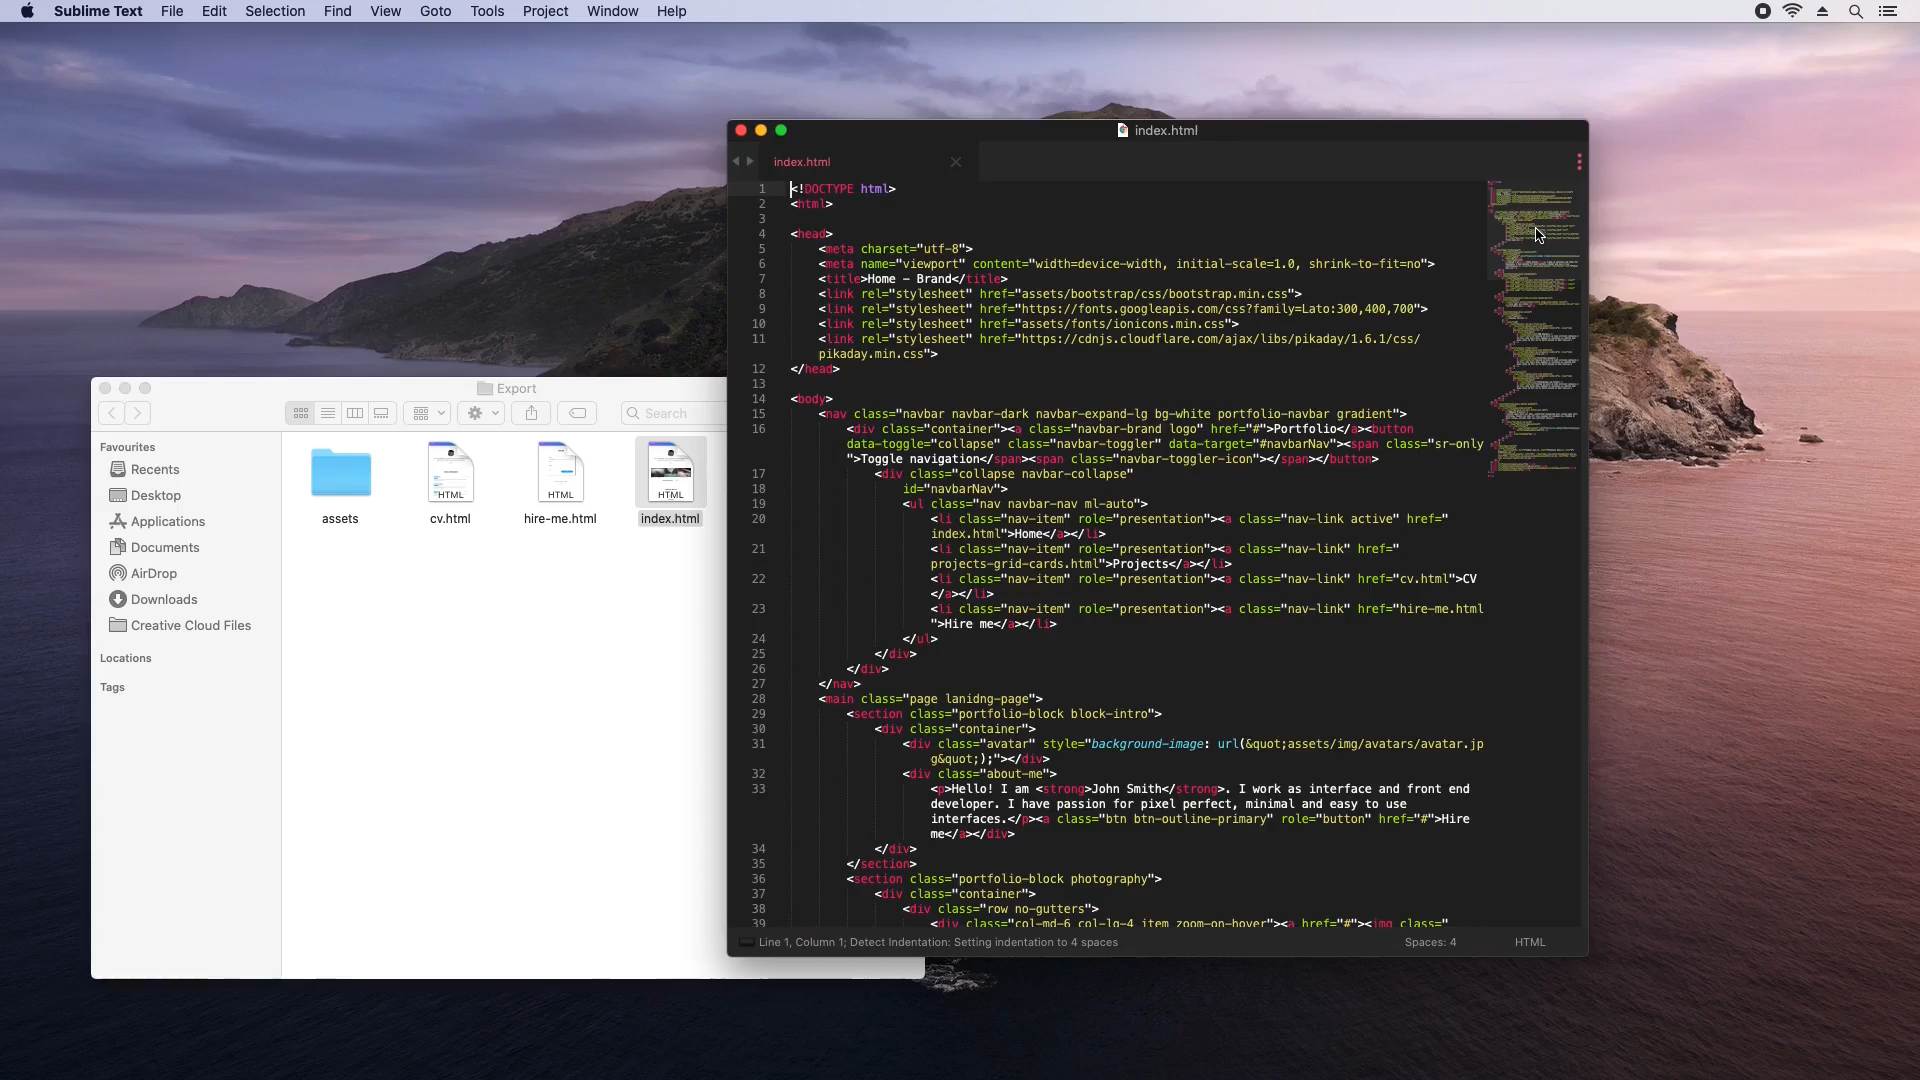 Sublime Text File Edit Selection Find View Goto Tools Project Window Help
Export
Search
Favourites
Recents
Desktop
Applications
Documents
AirDrop
Downloads
Creative Cloud Files
Locations
Tags
HTML HTML HTML
assets cv.html hire-me.html index.html
index.html
index.html
1 <!DOCTYPE html>
2 <html>
3
4 <head>
5 <meta charset="utf-8">
6 <meta name="viewport" content="width=device-width, initial-scale=1.0, shrink-to-fit=no">
7 <title>Home – Brand</title>
8 <link rel="stylesheet" href="assets/bootstrap/css/bootstrap.min.css">
9 <link rel="stylesheet" href="https://fonts.googleapis.com/css?family=Lato:300,400,700">
10 <link rel="stylesheet" href="assets/fonts/ionicons.min.css">
11 <link rel="stylesheet" href="https://cdnjs.cloudflare.com/ajax/libs/pikaday/1.6.1/css/
pikaday.min.css">
12 </head>
13
14 <body>
15 <nav class="navbar navbar-dark navbar-expand-lg bg-white portfolio-navbar gradient">
16 <div class="container"><a class="navbar-brand logo" href="#">Portfolio</a><button
data-toggle="collapse" class="navbar-toggler" data-target="#navbarNav"><span class="sr-only
">Toggle navigation</span><span class="navbar-toggler-icon"></span></button>
17 <div class="collapse navbar-collapse"
18 id="navbarNav">
19 <ul class="nav navbar-nav ml-auto">
20 <li class="nav-item" role="presentation"><a class="nav-link active" href="
index.html">Home</a></li>
21 <li class="nav-item" role="presentation"><a class="nav-link" href="
projects-grid-cards.html">Projects</a></li>
22 <li class="nav-item" role="presentation"><a class="nav-link" href="cv.html">CV
</a></li>
23 <li class="nav-item" role="presentation"><a class="nav-link" href="hire-me.html
">Hire me</a></li>
24 </ul>
25 </div>
26 </div>
27 </nav>
28 <main class="page lanidng-page">
29 <section class="portfolio-block block-intro">
30 <div class="container">
31 <div class="avatar" style="background-image: url(&quot;assets/img/avatars/avatar.jp
g&quot;);"></div>
32 <div class="about-me">
33 <p>Hello! I am <strong>John Smith</strong>. I work as interface and front end
developer. I have passion for pixel perfect, minimal and easy to use
interfaces.</p><a class="btn btn-outline-primary" role="button" href="#">Hire
me</a></div>
34 </div>
35 </section>
36 <section class="portfolio-block photography">
37 <div class="container">
38 <div class="row no-gutters">
39 <div class="col-md-6 col-lg-4 item zoom-on-hover"><a href="#"><img class="
Line 1, Column 1; Detect Indentation: Setting indentation to 4 spaces Spaces: 4 HTML